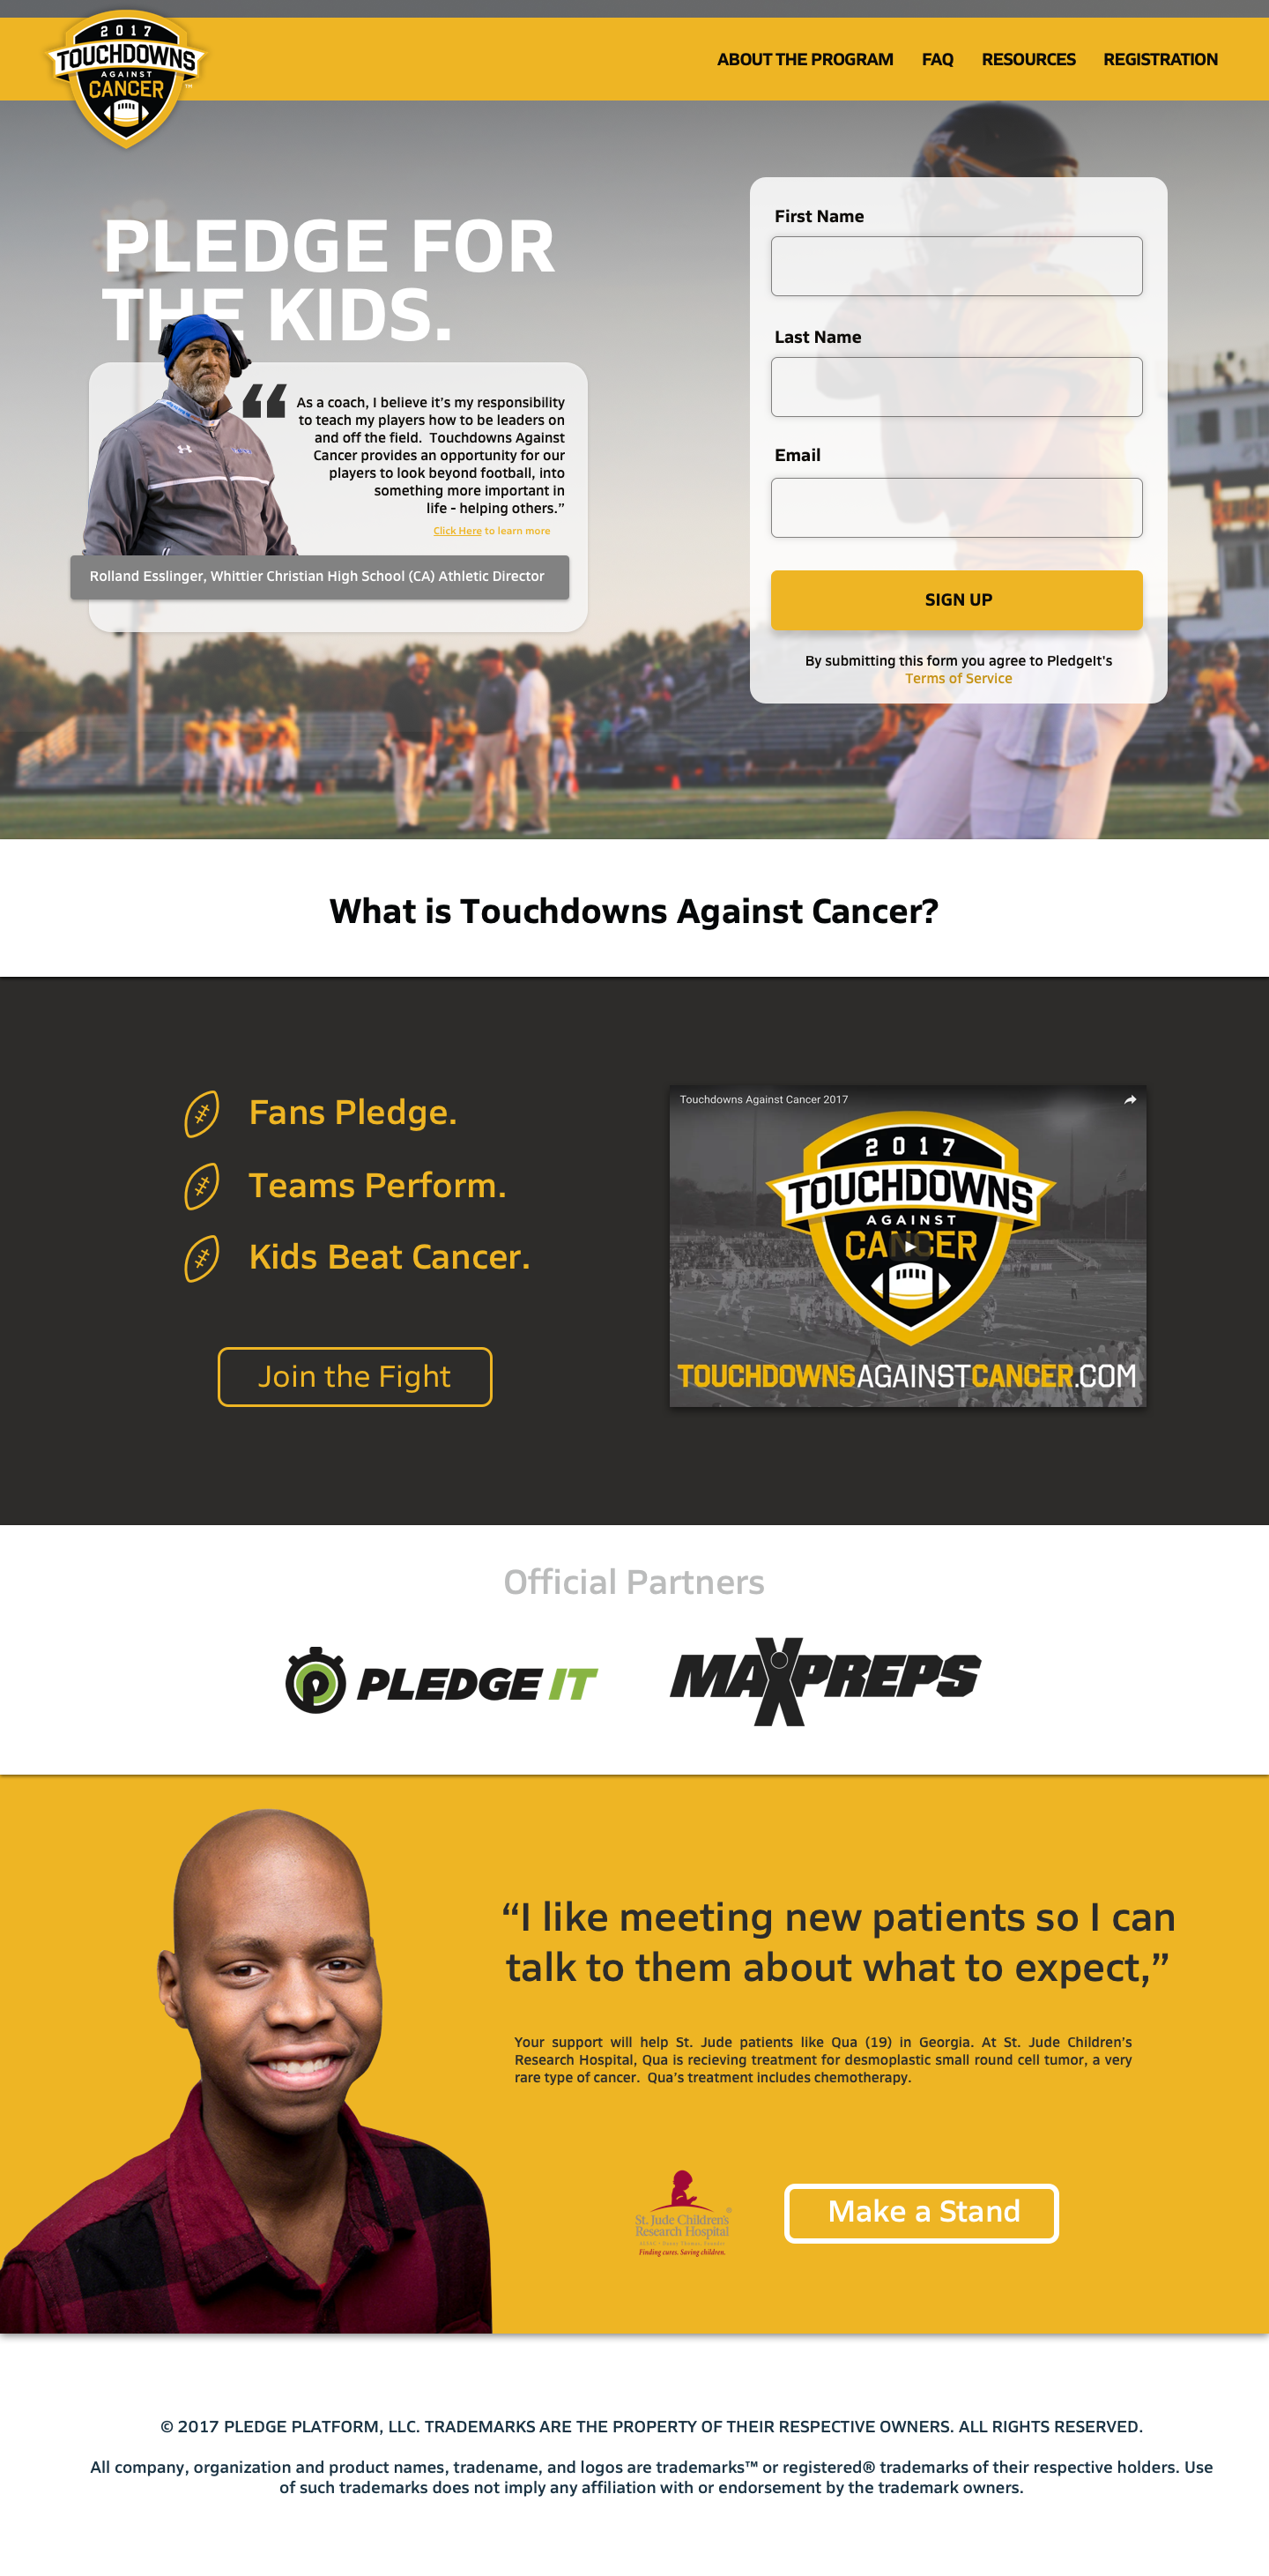 2017
TOUCHDOWNS
AGAINST
CANCER
TM
ABOUT THE PROGRAM FAQ RESOURCES REGISTRATION
PLEDGE FOR
THE KIDS.
“ As a coach, I believe it’s my responsibility
to teach my players how to be leaders on
and off the field. Touchdowns Against
Cancer provides an opportunity for our
players to look beyond football, into
something more important in
life - helping others.”
Click Here to learn more
Rolland Esslinger, Whittier Christian High School (CA) Athletic Director
First Name
Last Name
Email
SIGN UP
By submitting this form you agree to PledgeIt's
Terms of Service
What is Touchdowns Against Cancer?
Fans Pledge.
Teams Perform.
Kids Beat Cancer.
Join the Fight
Touchdowns Against Cancer 2017
2017
TOUCHDOWNS
AGAINST
CANCER
TOUCHDOWNSAGAINSTCANCER.COM
Official Partners
PLEDGE IT
MAXPREPS
“I like meeting new patients so I can
talk to them about what to expect,”
Your support will help St. Jude patients like Qua (19) in Georgia. At St. Jude Children’s
Research Hospital, Qua is recieving treatment for desmoplastic small round cell tumor, a very
rare type of cancer. Qua’s treatment includes chemotherapy.
St. Jude Children's
Research Hospital
Finding cures. Saving children.
Make a Stand
© 2017 PLEDGE PLATFORM, LLC. TRADEMARKS ARE THE PROPERTY OF THEIR RESPECTIVE OWNERS. ALL RIGHTS RESERVED.
All company, organization and product names, tradename, and logos are trademarks™ or registered® trademarks of their respective holders. Use
of such trademarks does not imply any affiliation with or endorsement by the trademark owners.